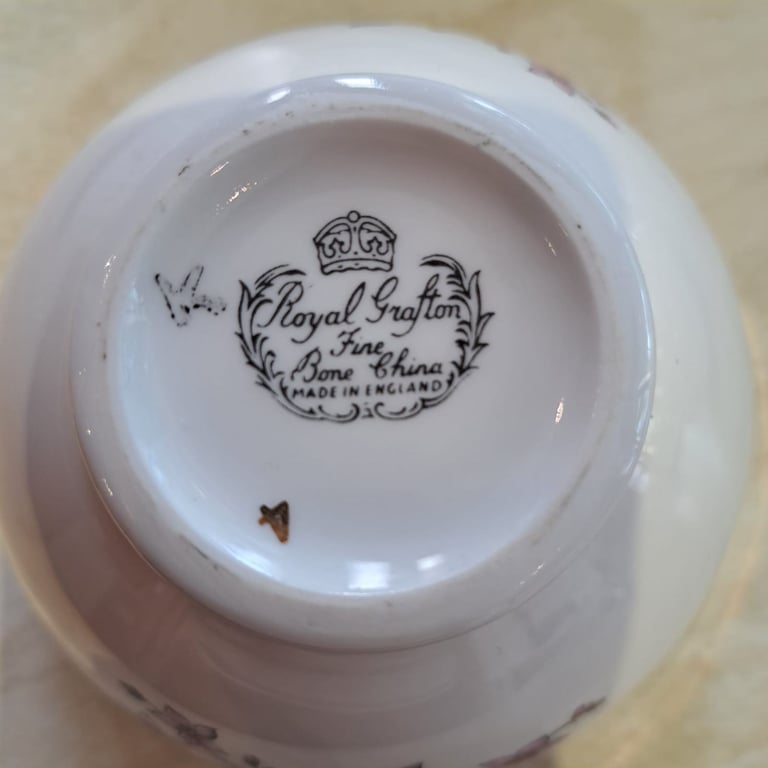 Royal Grafton
Fine
Bone China
MADE IN ENGLAND